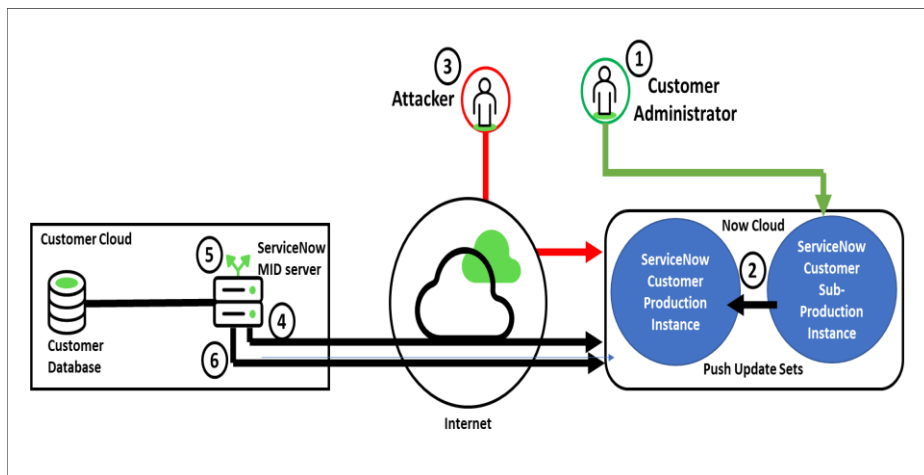 3
Attacker
1
Customer
Administrator
Customer Cloud
5
ServiceNow
MID server
4
6
Customer
Database
Internet
Now Cloud
ServiceNow
Customer
Production
Instance
2
ServiceNow
Customer
Sub-
Production
Instance
Push Update Sets